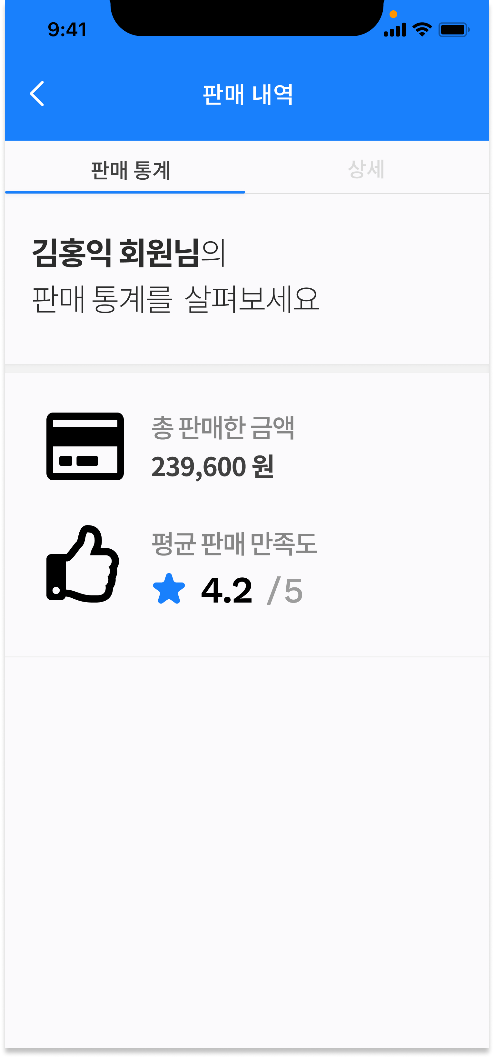 9:41
판매 내역
판매 통계
상세
김홍익 회원님의
판매 통계를 살펴보세요
총 판매한 금액
239,600 원
평균 판매 만족도
4.2 /5